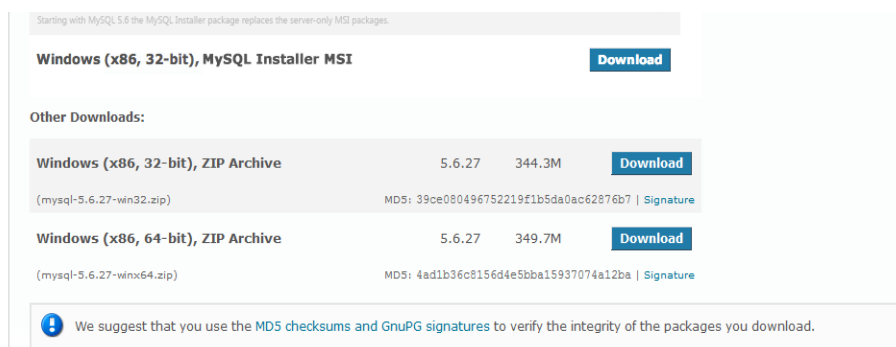 Starting with MySQL 5.6 the MySQL Installer package replaces the server-only MSI packages.
Windows (x86, 32-bit), MySQL Installer MSI Download
Other Downloads:
Windows (x86, 32-bit), ZIP Archive 5.6.27 344.3M Download
(mysql-5.6.27-win32.zip) MD5: 39ce080496752219f1b5da0ac62876b7 | Signature
Windows (x86, 64-bit), ZIP Archive 5.6.27 349.7M Download
(mysql-5.6.27-winx64.zip) MD5: 4ad1b36c8156d4e5bba15937074a12ba | Signature
We suggest that you use the MD5 checksums and GnuPG signatures to verify the integrity of the packages you download.